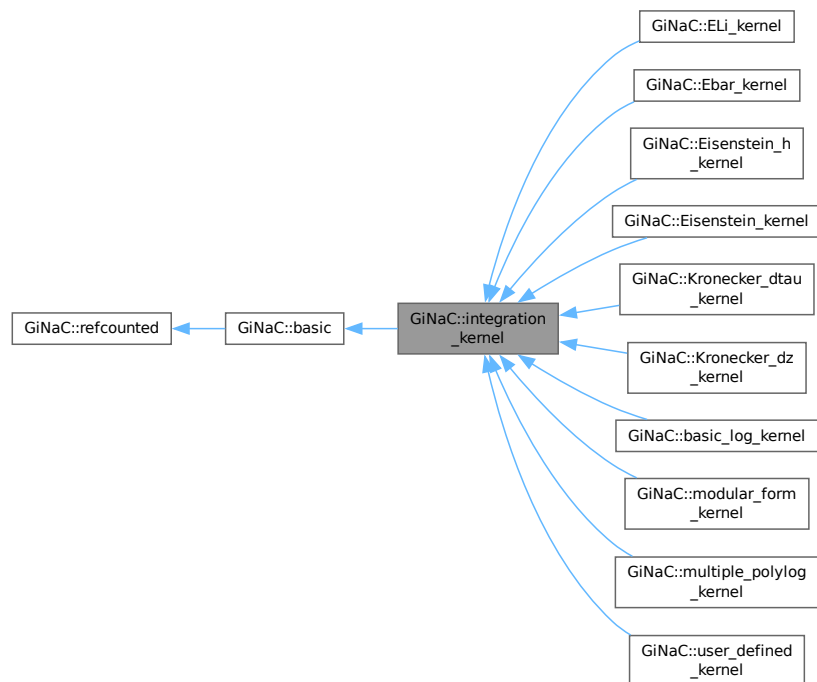 GiNaC::ELi_kernel
GiNaC::Ebar_kernel
GiNaC::Eisenstein_h
_kernel
GiNaC::Eisenstein_kernel
GiNaC::Kronecker_dtau
_kernel
GiNaC::refcounted
GiNaC::basic
GiNaC::integration
_kernel
GiNaC::Kronecker_dz
_kernel
GiNaC::basic_log_kernel
GiNaC::modular_form
_kernel
GiNaC::multiple_polylog
_kernel
GiNaC::user_defined
_kernel